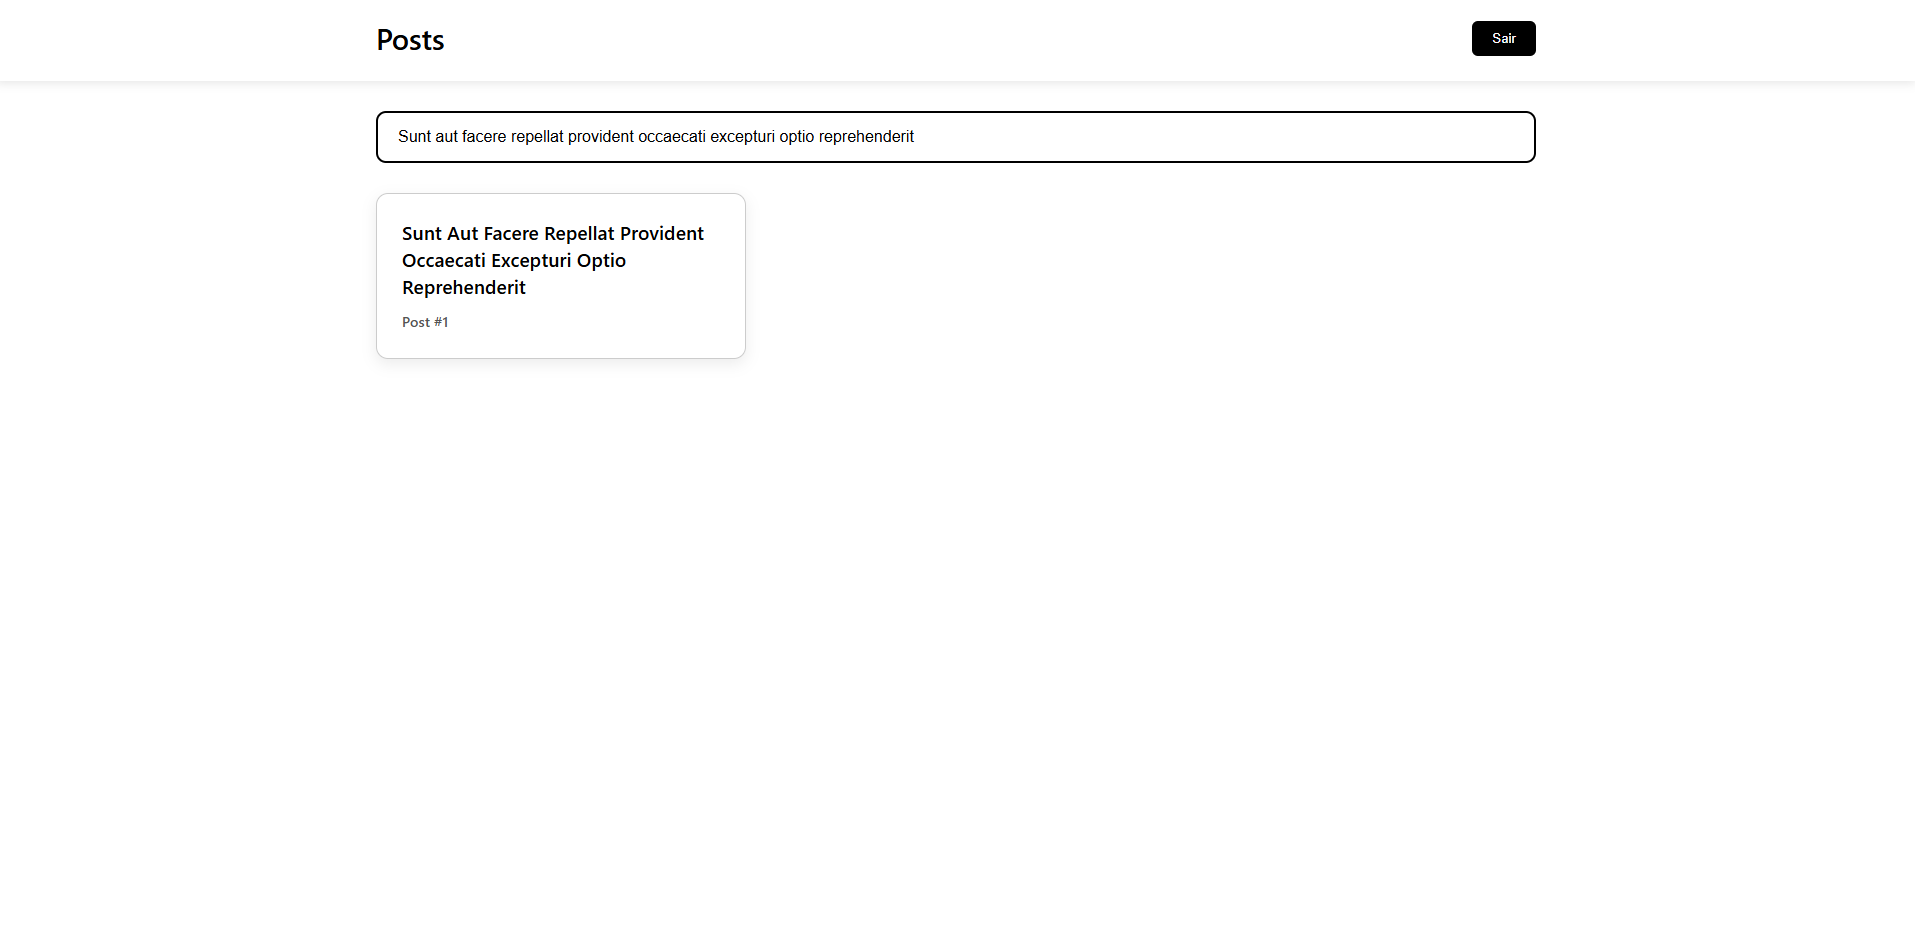 Posts
Sair
Sunt aut facere repellat provident occaecati excepturi optio reprehenderit
Sunt Aut Facere Repellat Provident
Occaecati Excepturi Optio
Reprehenderit
Post #1